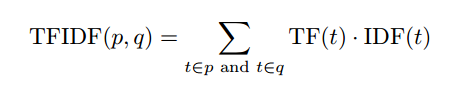 TFIDF(p, q) = ∑ TF(t) · IDF(t)
t∈p and t∈q